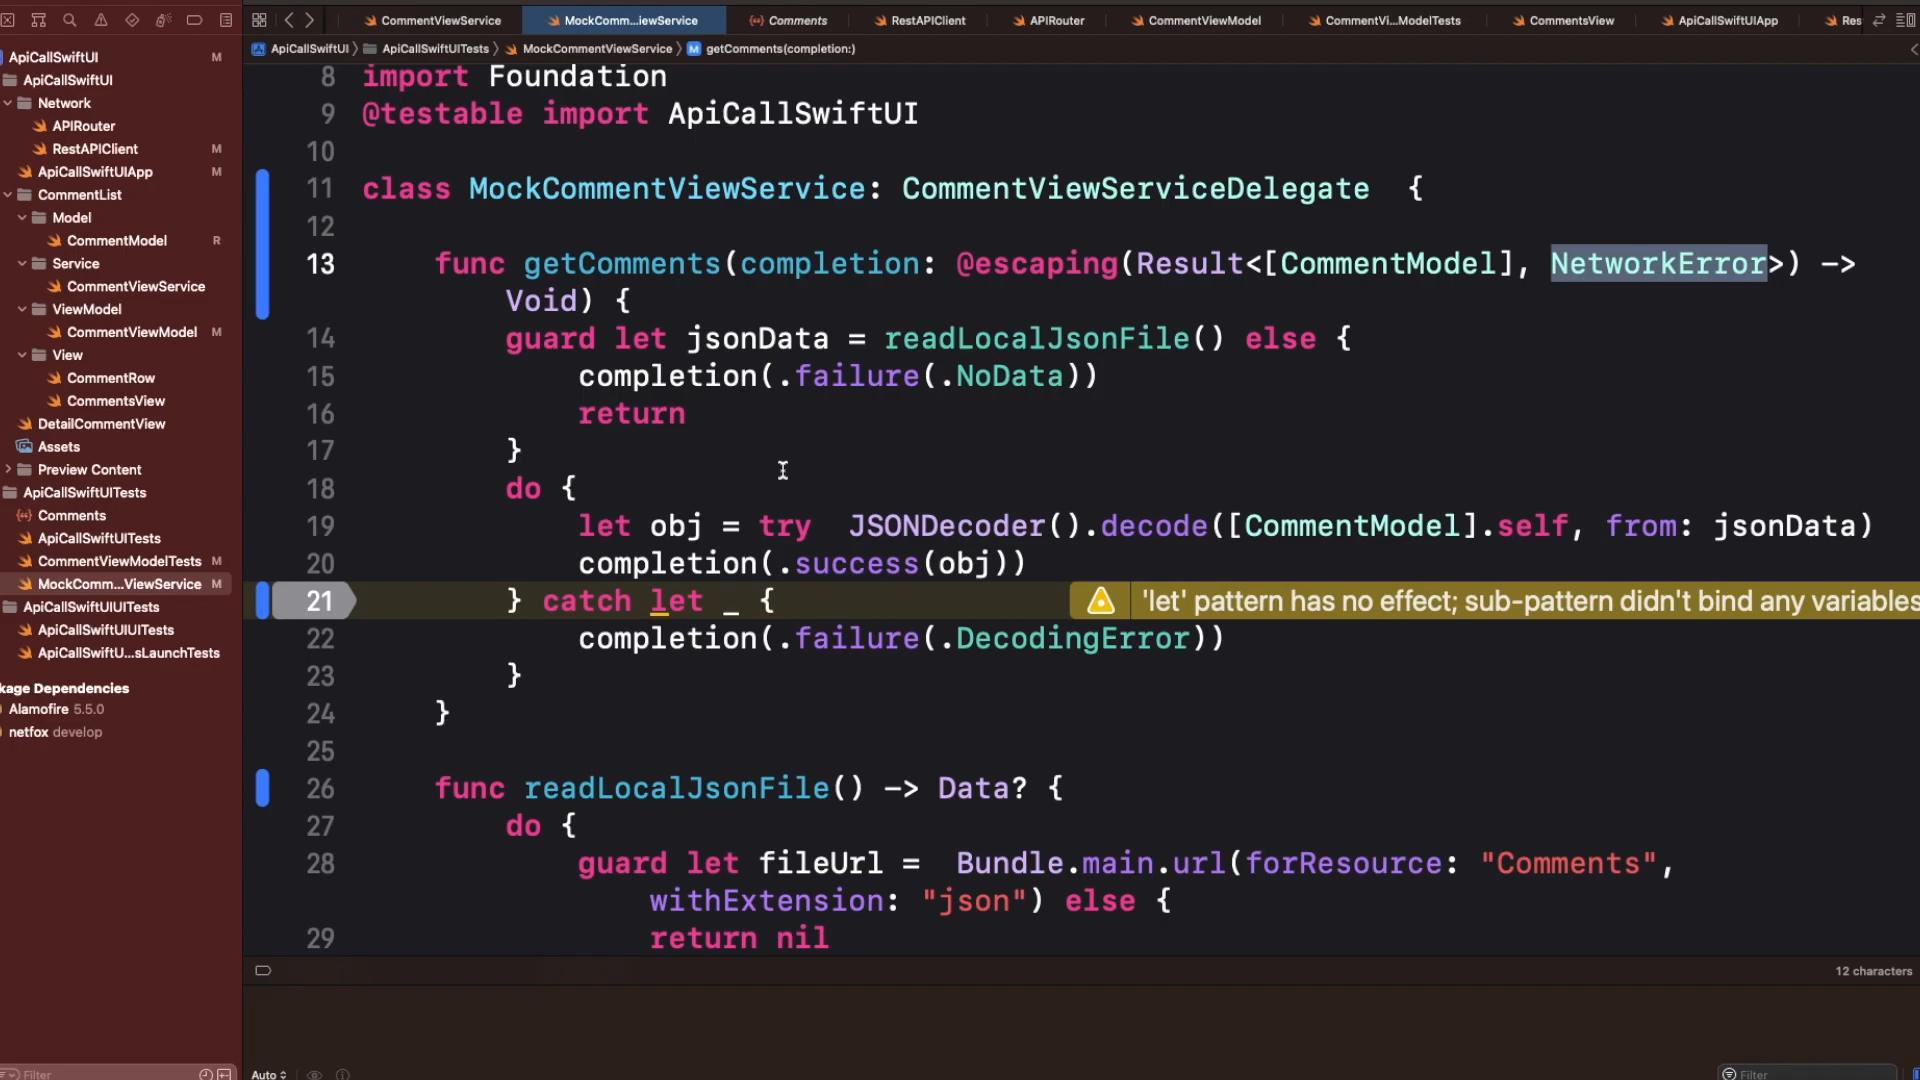 CommentViewService
MockComm...iewService
Comments
RestAPIClient
APIRouter
CommentViewModel
CommentVi...ModelTests
CommentsView
ApiCallSwiftUIApp
Res
ApiCallSwiftUI
ApiCallSwiftUITests
MockCommentViewService
M
getComments(completion:)
ApiCallSwiftUI M
ApiCallSwiftUI
Network
APIRouter
RestAPIClient M
ApiCallSwiftUIApp M
CommentList
Model
CommentModel R
Service
CommentViewService
ViewModel
CommentViewModel M
View
CommentRow
CommentsView
DetailCommentView
Assets
Preview Content
ApiCallSwiftUITests
Comments
ApiCallSwiftUITests
CommentViewModelTests M
MockComm...ViewService M
ApiCallSwiftUIUITests
ApiCallSwiftUIUITests
ApiCallSwiftU...sLaunchTests
kage Dependencies
Alamofire 5.5.0
netfox develop
Filter
8 import Foundation
9 @testable import ApiCallSwiftUI
10
11 class MockCommentViewService: CommentViewServiceDelegate {
12
13 func getComments(completion: @escaping(Result<[CommentModel], NetworkError>) ->
Void) {
14 guard let jsonData = readLocalJsonFile() else {
15 completion(.failure(.NoData))
16 return
17 }
18 do {
19 let obj = try JSONDecoder().decode([CommentModel].self, from: jsonData)
20 completion(.success(obj))
21 } catch let _ { 'let' pattern has no effect; sub-pattern didn't bind any variables
22 completion(.failure(.DecodingError))
23 }
24 }
25
26 func readLocalJsonFile() -> Data? {
27 do {
28 guard let fileUrl = Bundle.main.url(forResource: "Comments",
withExtension: "json") else {
29 return nil
12 characters
Auto
Filter